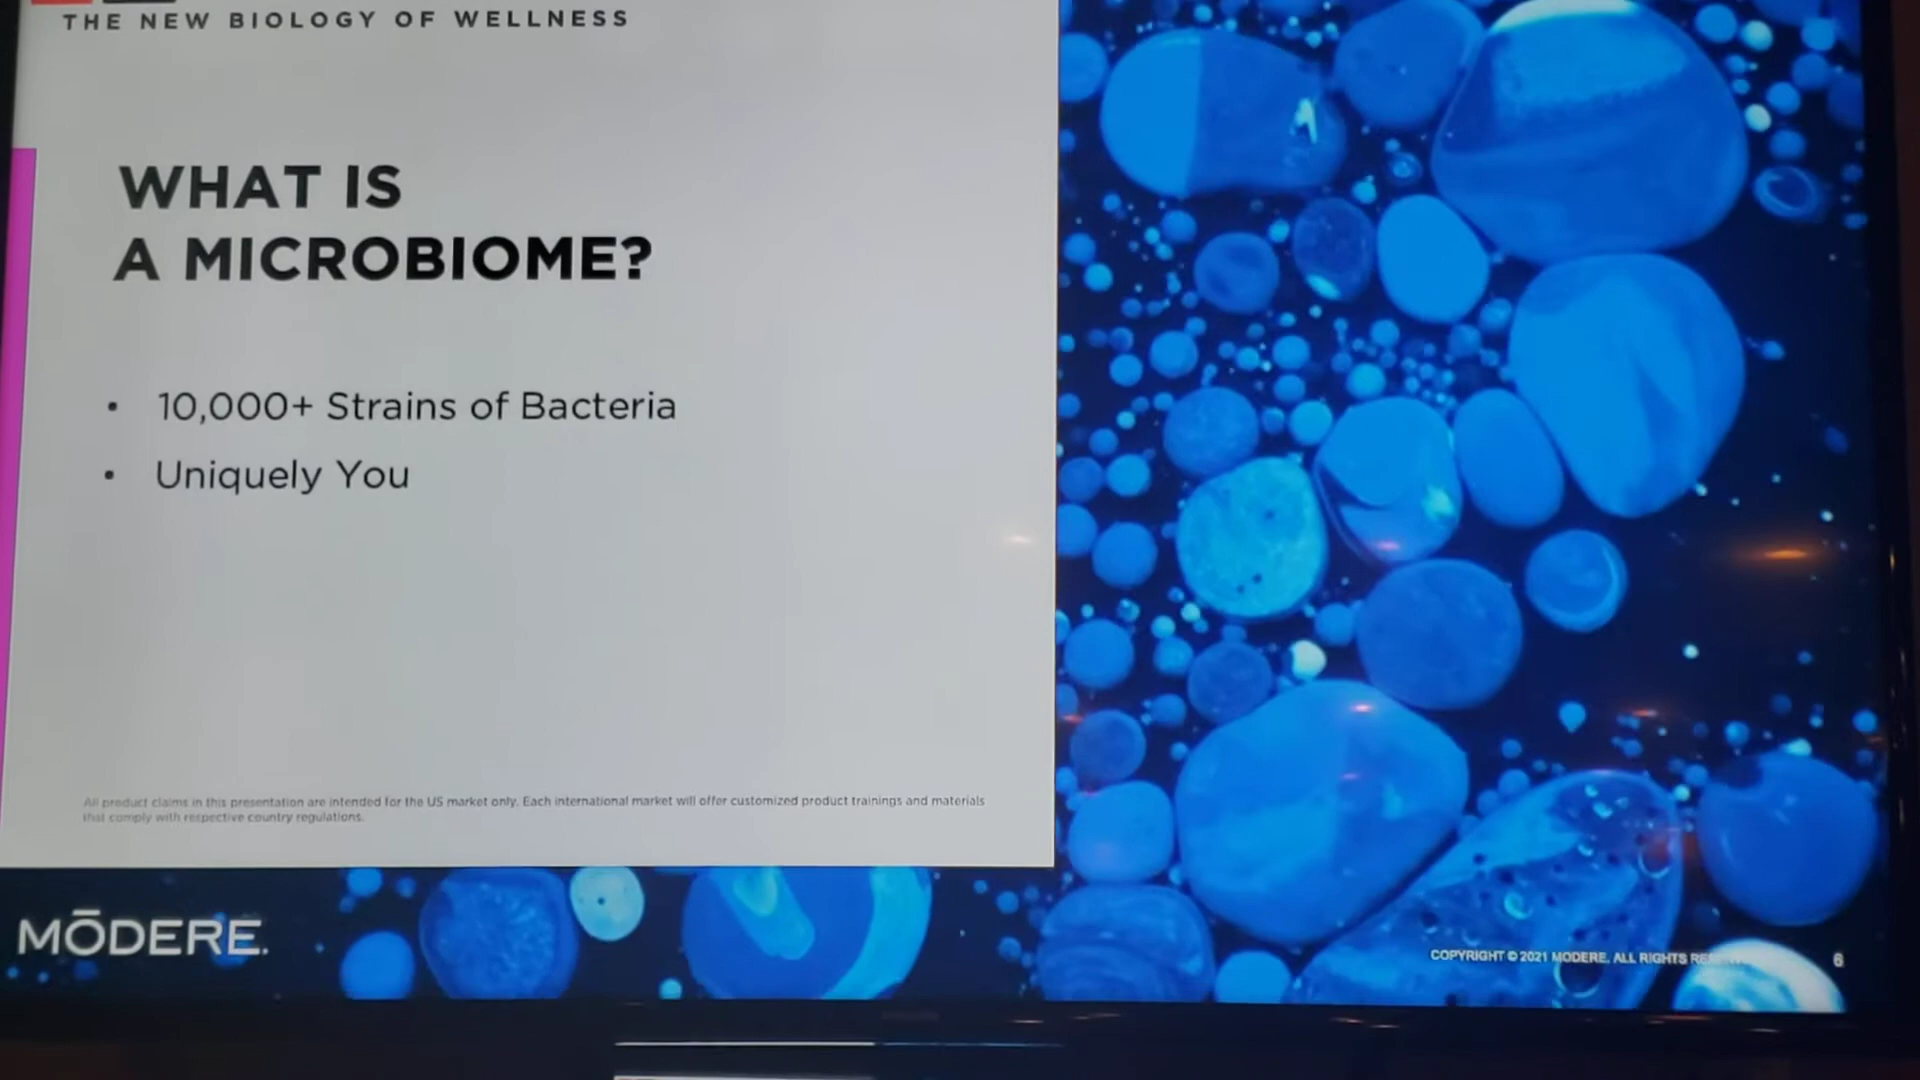 THE NEW BIOLOGY OF WELLNESS
WHAT IS
A MICROBIOME?
• 10,000+ Strains of Bacteria
• Uniquely You
All product claims in this presentation are intended for the US market only. Each international market will offer customized product trainings and materials
that comply with respective country regulations.
MŌDERE.
COPYRIGHT © 2021 MODERE. ALL RIGHTS
6